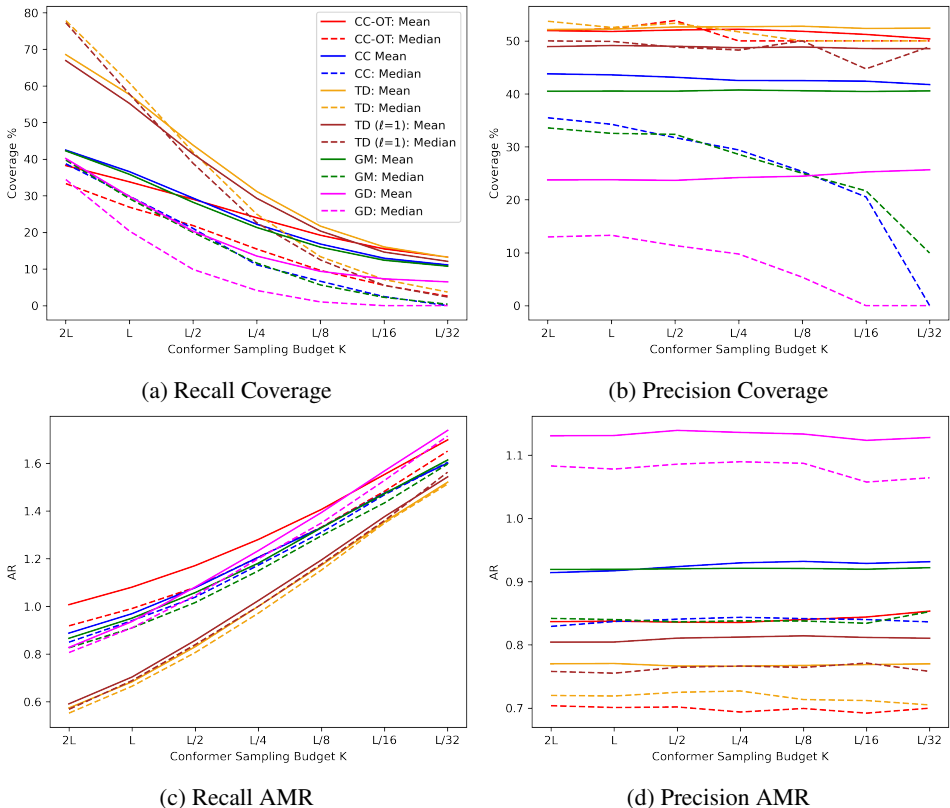 80
70
60
50
40
30
20
10
0
Coverage %
2L L L/2 L/4 L/8 L/16 L/32
Conformer Sampling Budget K
CC-OT: Mean
CC-OT: Median
CC Mean
CC: Median
TD: Mean
TD: Median
TD (ℓ=1): Mean
TD (ℓ=1): Median
GM: Mean
GM: Median
GD: Mean
GD: Median
(a) Recall Coverage
50
40
30
20
10
0
Coverage %
2L L L/2 L/4 L/8 L/16 L/32
Conformer Sampling Budget K
(b) Precision Coverage
1.6
1.4
1.2
1.0
0.8
0.6
AR
2L L L/2 L/4 L/8 L/16 L/32
Conformer Sampling Budget K
(c) Recall AMR
1.1
1.0
0.9
0.8
0.7
AR
2L L L/2 L/4 L/8 L/16 L/32
Conformer Sampling Budget K
(d) Precision AMR